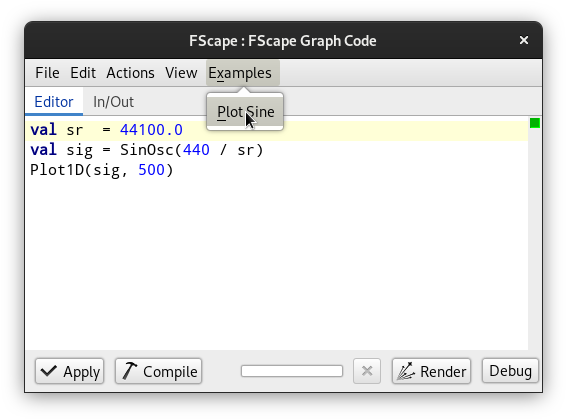 FScape : FScape Graph Code
File Edit Actions View Examples
Editor In/Out
Plot Sine
val sr  = 44100.0
val sig = SinOsc(440 / sr)
Plot1D(sig, 500)
Apply Compile Render Debug